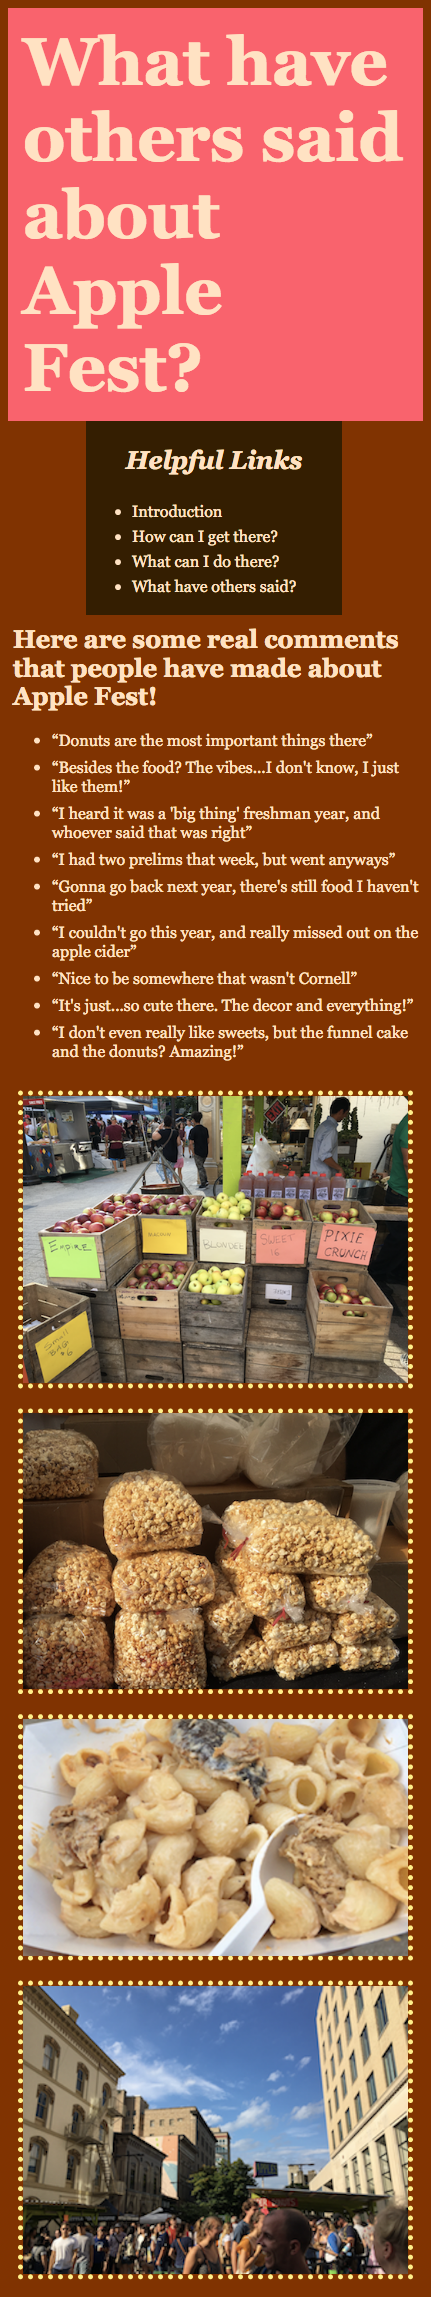 What have
others said
about
Apple
Fest?
Helpful Links
Introduction
How can I get there?
What can I do there?
What have others said?
Here are some real comments
that people have made about
Apple Fest!
“Donuts are the most important things there”
“Besides the food? The vibes...I don't know, I just
like them!”
“I heard it was a 'big thing' freshman year, and
whoever said that was right”
“I had two prelims that week, but went anyways”
“Gonna go back next year, there's still food I haven't
tried”
“I couldn't go this year, and really missed out on the
apple cider”
“Nice to be somewhere that wasn't Cornell”
“It's just...so cute there. The decor and everything!”
“I don't even really like sweets, but the funnel cake
and the donuts? Amazing!”
EXIT
EMPIRE
BLONDEE
SWEET
16
PIXIE
CRUNCH
Small
BAG
$6